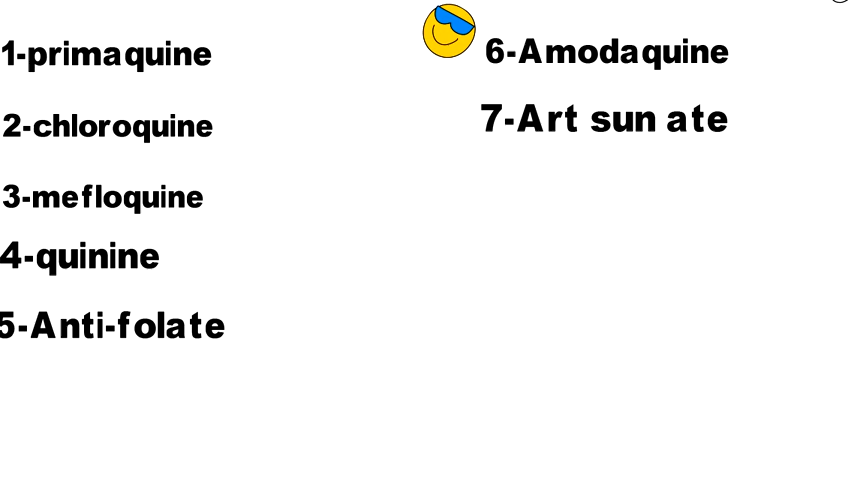 1-primaquine
2-chloroquine
3-mefloquine
4-quinine
5-Anti-folate
6-Amodaquine
7-Art sun ate